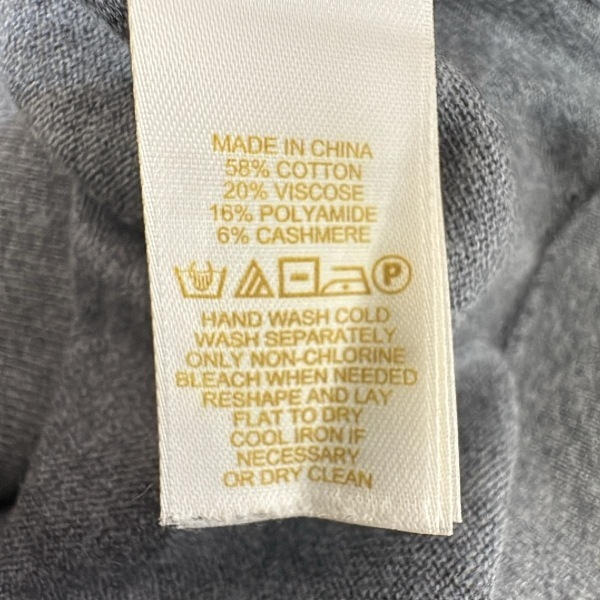 MADE IN CHINA
58% COTTON
20% VISCOSE
16% POLYAMIDE
6% CASHMERE
P
HAND WASH COLD
WASH SEPARATELY
ONLY NON-CHLORINE
BLEACH WHEN NEEDED
RESHAPE AND LAY
FLAT TO DRY
COOL IRON IF
NECESSARY
OR DRY CLEAN